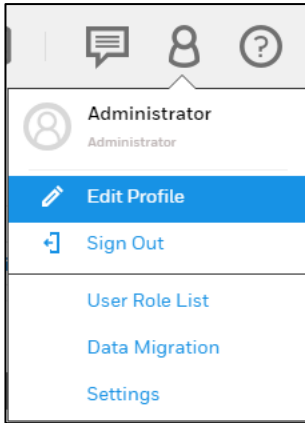 Administrator
Administrator
Edit Profile
Sign Out
User Role List
Data Migration
Settings